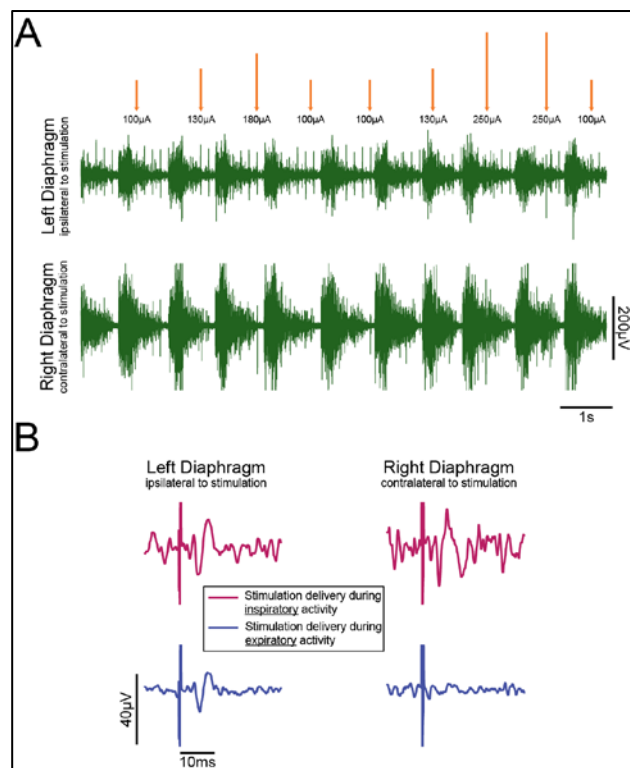 A
100µA 130µA 180µA 100µA 100µA 130µA 250µA 250µA 100µA
Left Diaphragm
ipsilateral to stimulation
Right Diaphragm
contralateral to stimulation
200µV
1s
B
Left Diaphragm
ipsilateral to stimulation
Right Diaphragm
contralateral to stimulation
Stimulation delivery during
inspiratory activity
Stimulation delivery during
expiratory activity
40µV
10ms